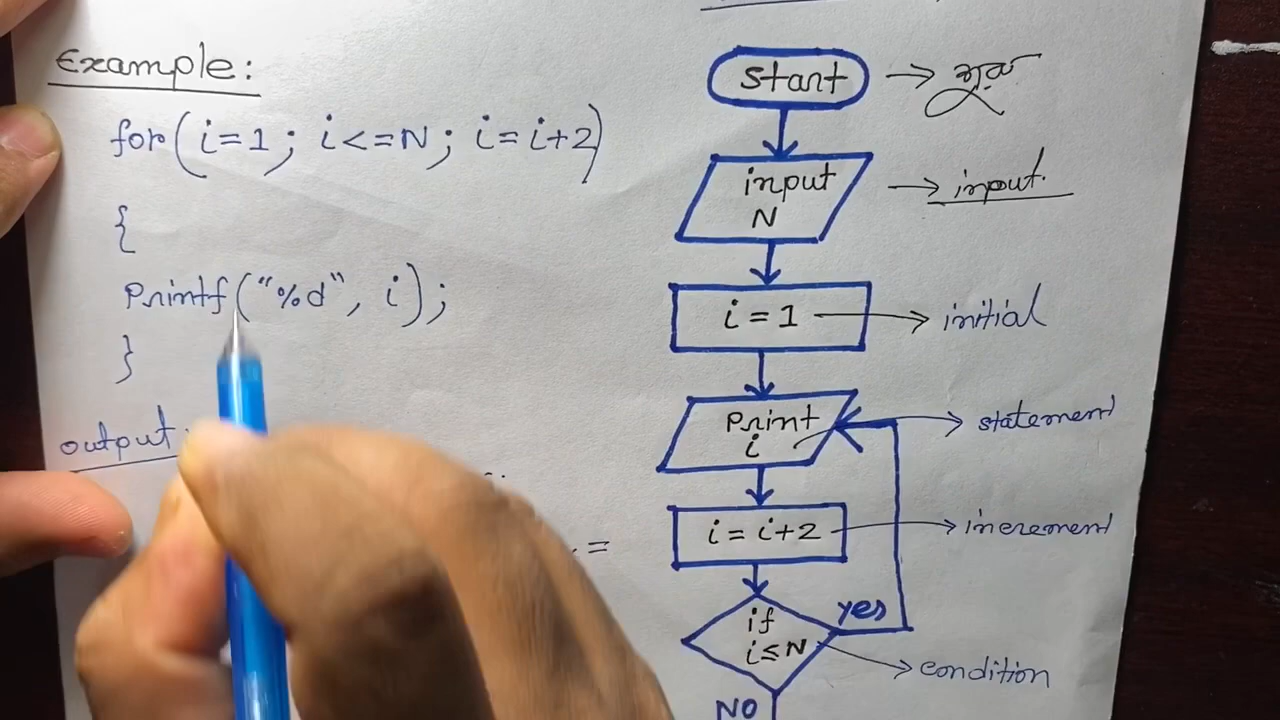 Example:
for(i=1; i<=N; i=i+2)
{
Printf("%d", i);
}
output:
=
start
শুরু
input
N
input.
i=1
initial
Print
i
statement
i=i+2
increment
if
i≤N
yes
condition
NO